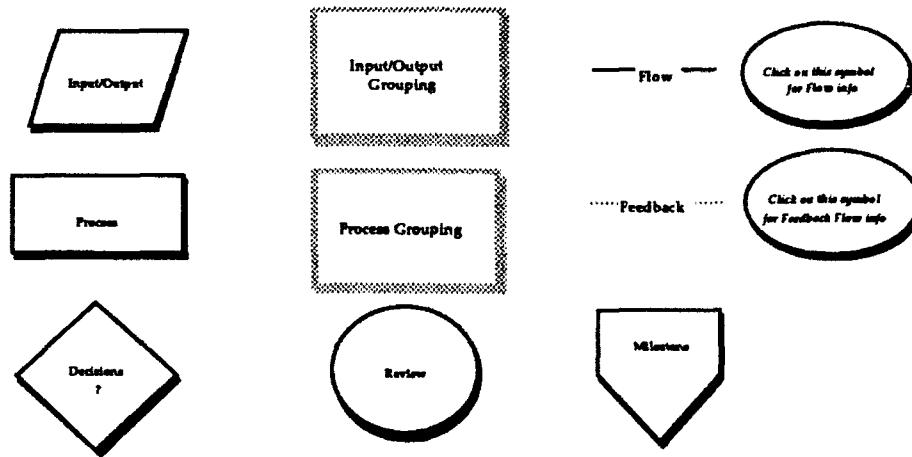 Input/Output
Input/Output
Grouping
Flow
Click on this symbol
for Flow info
Process
Process Grouping
Feedback
Click on this symbol
for Feedback Flow info
Decisions
?
Review
Milestone